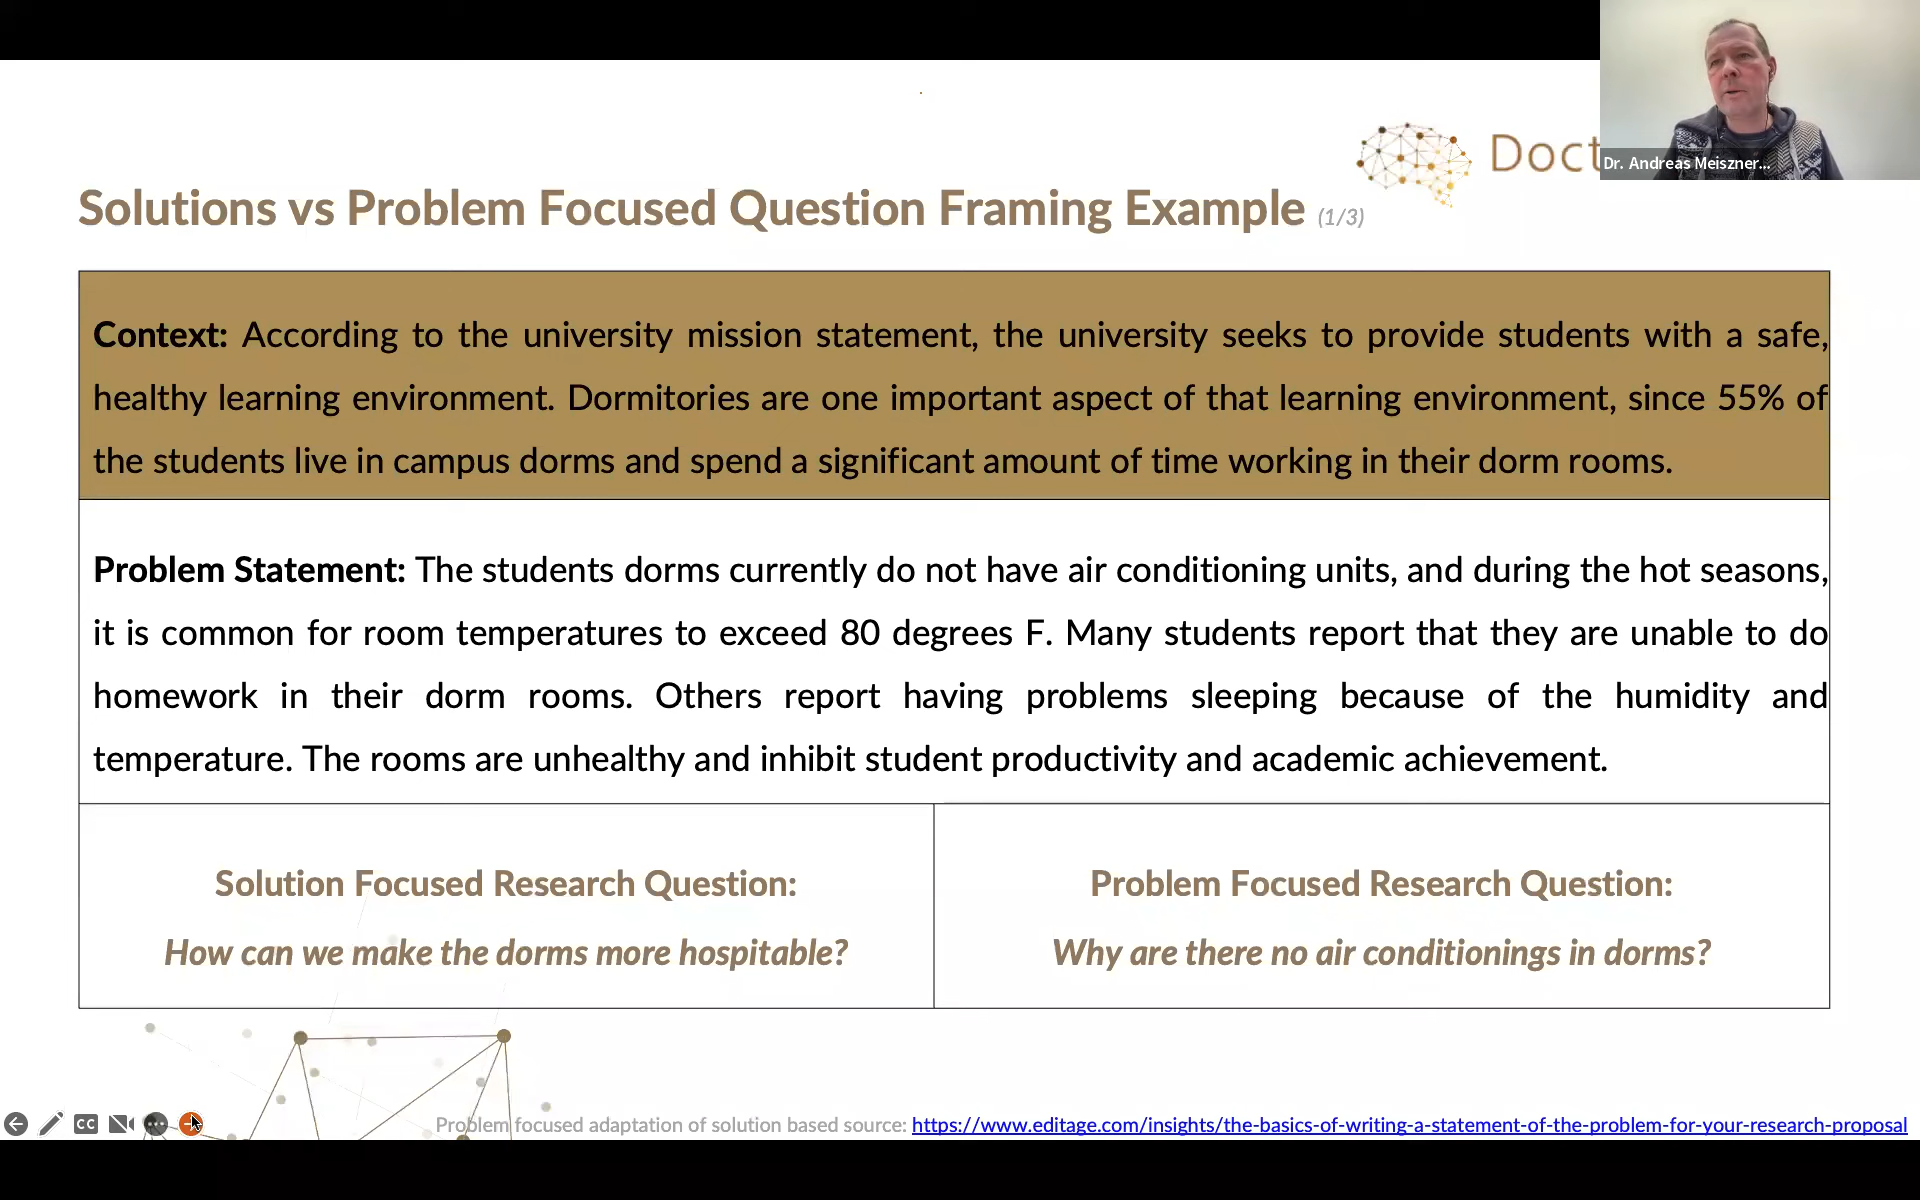 Doct
Dr. Andreas Meiszner...
Solutions vs Problem Focused Question Framing Example (1/3)
Context: According to the university mission statement, the university seeks to provide students with a safe,
healthy learning environment. Dormitories are one important aspect of that learning environment, since 55% of
the students live in campus dorms and spend a significant amount of time working in their dorm rooms.
Problem Statement: The students dorms currently do not have air conditioning units, and during the hot seasons,
it is common for room temperatures to exceed 80 degrees F. Many students report that they are unable to do
homework in their dorm rooms. Others report having problems sleeping because of the humidity and
temperature. The rooms are unhealthy and inhibit student productivity and academic achievement.
Solution Focused Research Question:
How can we make the dorms more hospitable?
Problem Focused Research Question:
Why are there no air conditionings in dorms?
CC
Problem focused adaptation of solution based source: https://www.editage.com/insights/the-basics-of-writing-a-statement-of-the-problem-for-your-research-proposal